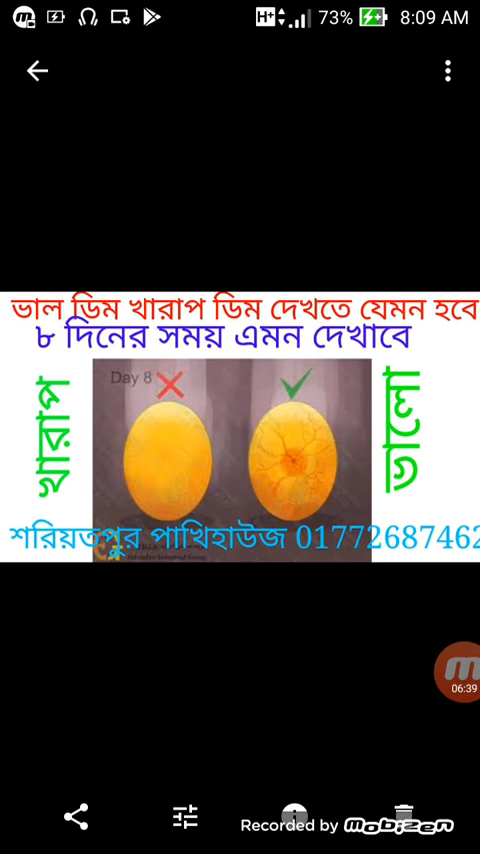 73% 8:09 AM
ভাল ডিম খারাপ ডিম দেখতে যেমন হবে
৮ দিনের সময় এমন দেখাবে
Day 8
খারাপ
ভালো
শরিয়তপুর পাখিহাউজ 01772687462
06:39
Recorded by mobizen